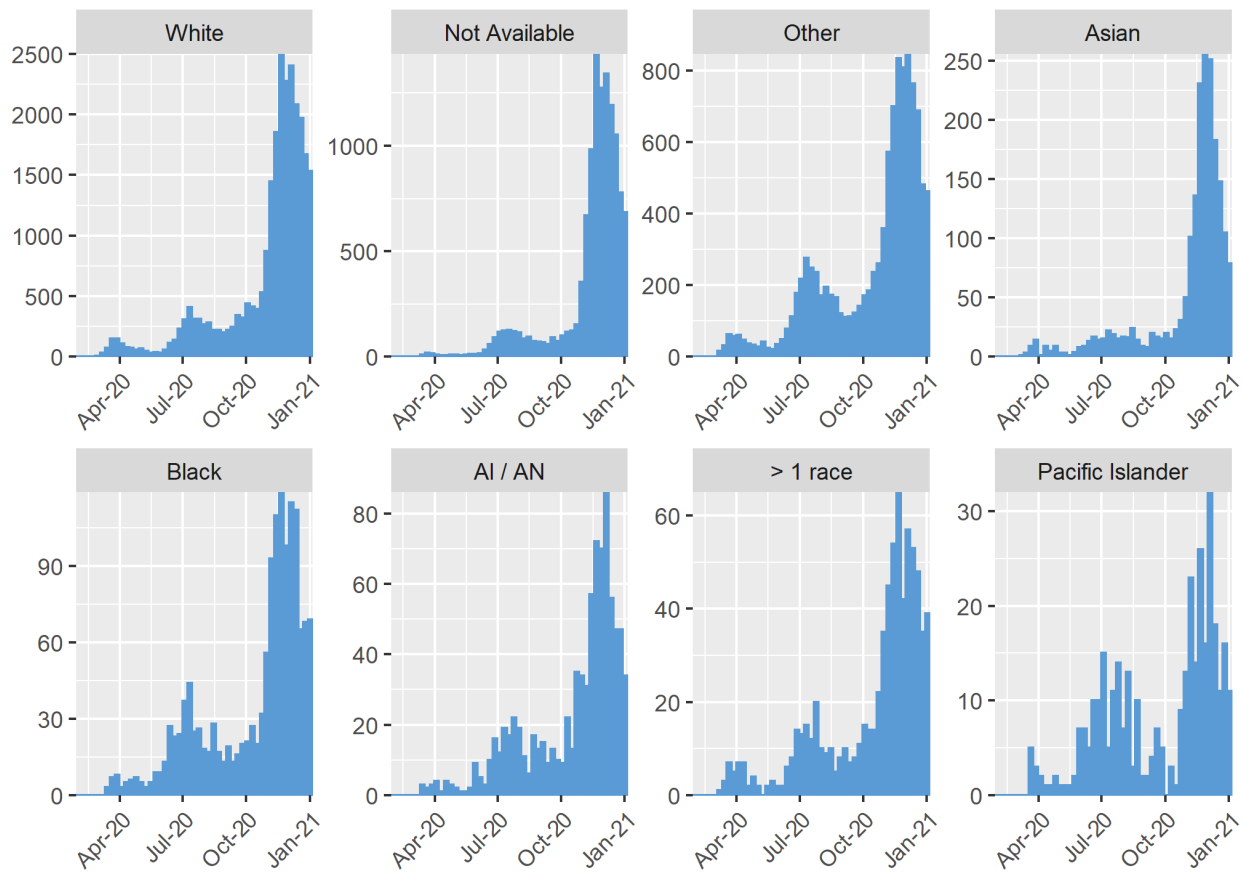 White
Not Available
Other
Asian
2500
2000
1500
1000
500
0
1000
500
0
800
600
400
200
0
250
200
150
100
50
0
Apr-20 Jul-20 Oct-20 Jan-21
Apr-20 Jul-20 Oct-20 Jan-21
Apr-20 Jul-20 Oct-20 Jan-21
Apr-20 Jul-20 Oct-20 Jan-21
Black
AI / AN
> 1 race
Pacific Islander
90
60
30
0
80
60
40
20
0
60
40
20
0
30
20
10
0
Apr-20 Jul-20 Oct-20 Jan-21
Apr-20 Jul-20 Oct-20 Jan-21
Apr-20 Jul-20 Oct-20 Jan-21
Apr-20 Jul-20 Oct-20 Jan-21